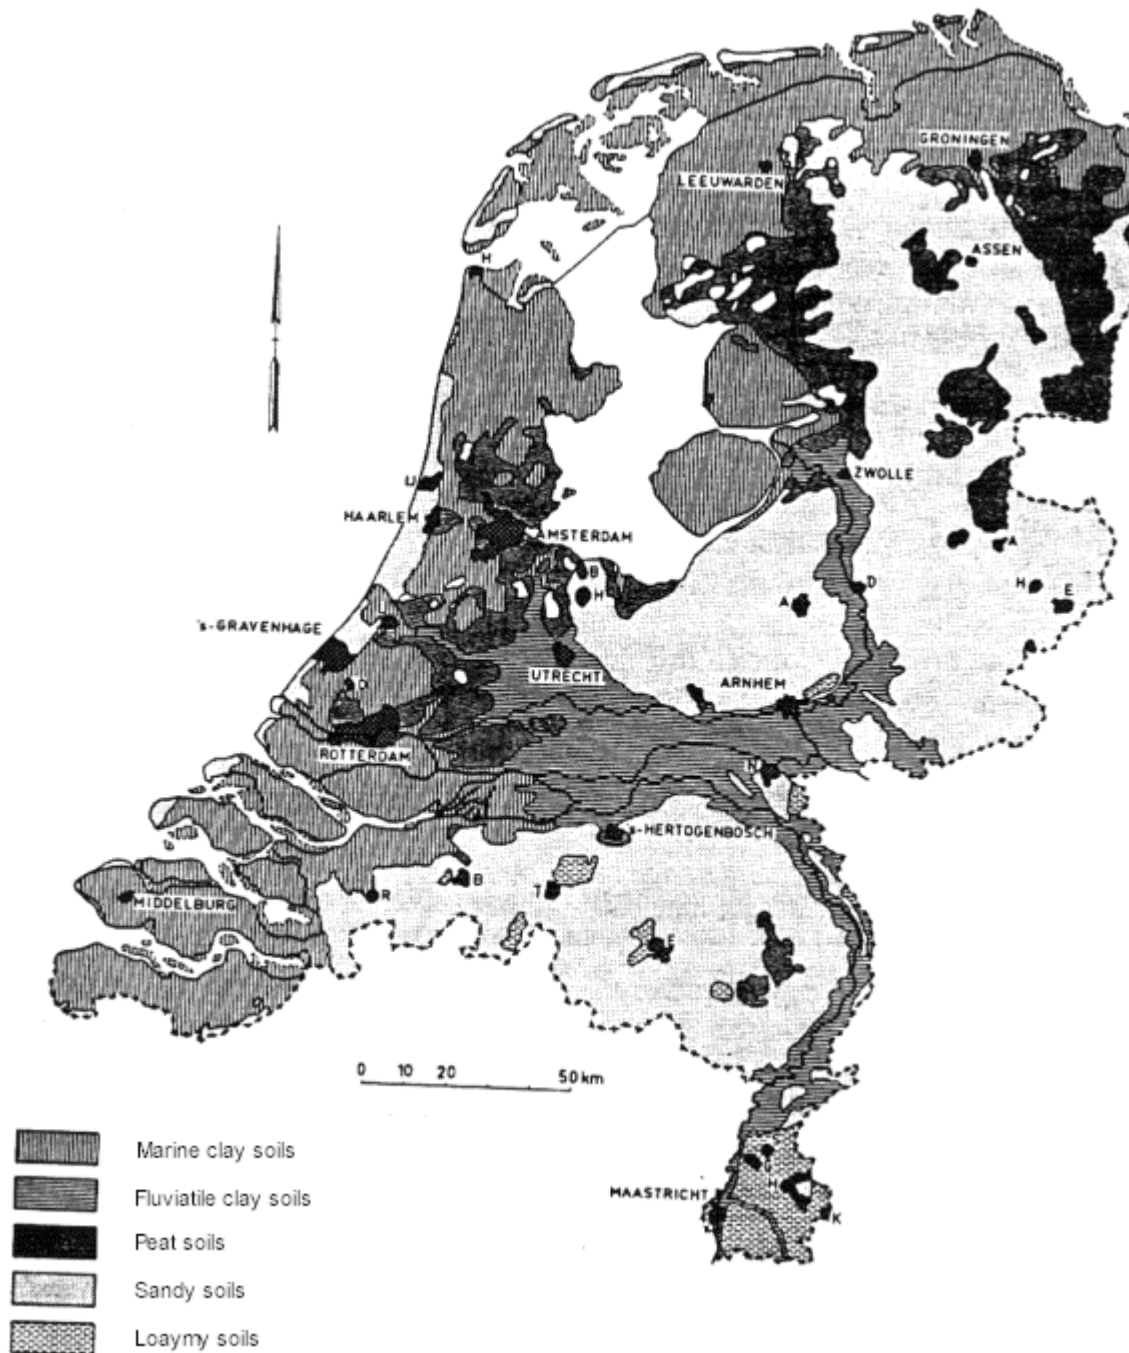 GRONINGEN
LEEUWARDEN
ASSEN
H
ZWOLLE
IJ
HAARLEM
AMSTERDAM
A
B
H
H
A
D
E
's-GRAVENHAGE
UTRECHT
ARNHEM
D
ROTTERDAM
N
's-HERTOGENBOSCH
B
T
R
MIDDELBURG
E
0 10 20 50 km
Marine clay soils
Fluviatile clay soils
MAASTRICHT
H
K
Peat soils
Sandy soils
Loaymy soils